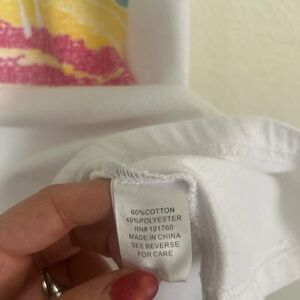 60%COTTON
40%POLYESTER
RN# 101760
MADE IN CHINA
SEE REVERSE
FOR CARE